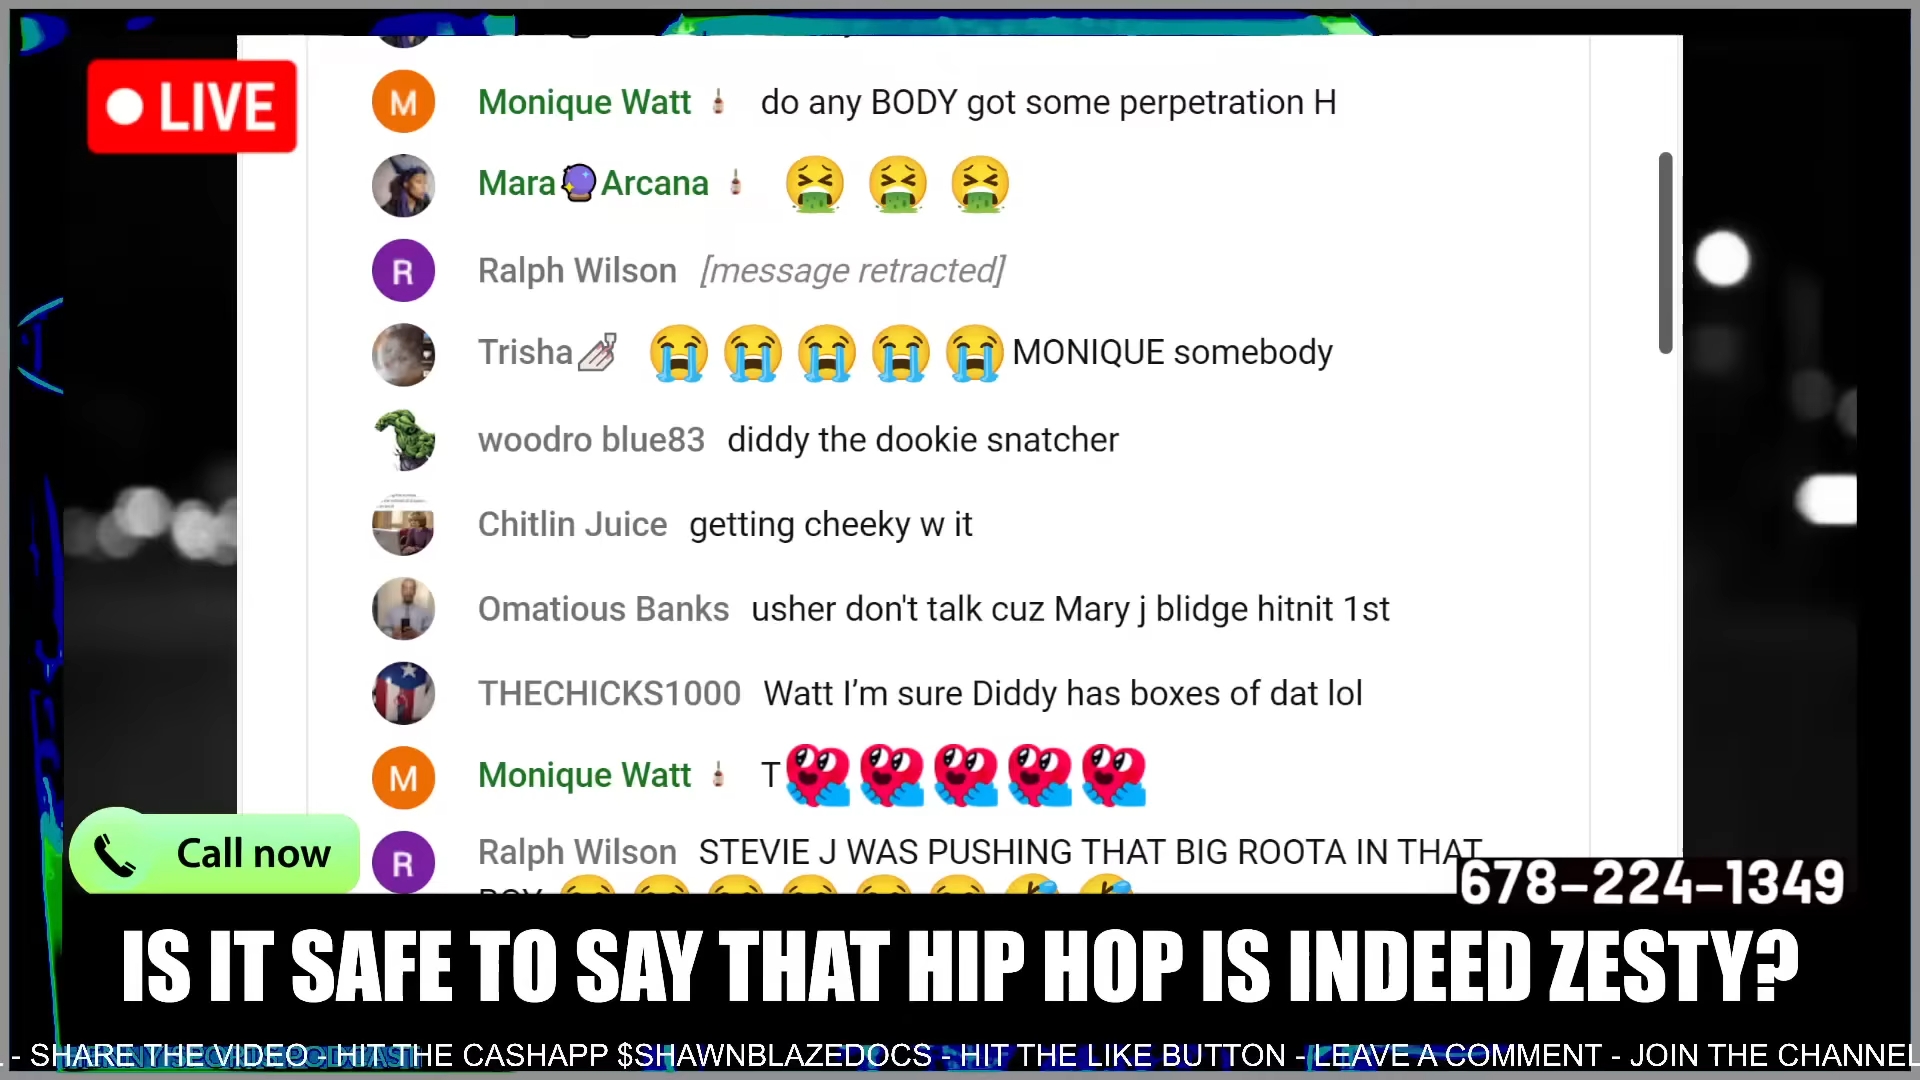 LIVE
Monique Watt do any BODY got some perpetration H
Mara🔮Arcana 🤮 🤮 🤮
Ralph Wilson [message retracted]
Trisha💅 😭 😭 😭 😭 😭 MONIQUE somebody
woodro blue83 diddy the dookie snatcher
Chitlin Juice getting cheeky w it
Omatious Banks usher don't talk cuz Mary j blidge hitnit 1st
THECHICKS1000 Watt I’m sure Diddy has boxes of dat lol
Monique Watt T
Ralph Wilson STEVIE J WAS PUSHING THAT BIG ROOTA IN THAT
Call now
678-224-1349
IS IT SAFE TO SAY THAT HIP HOP IS INDEED ZESTY?
- SHARE THE VIDEO - HIT THE CASHAPP $SHAWNBLAZEDOCS - HIT THE LIKE BUTTON - LEAVE A COMMENT - JOIN THE CHANNEL